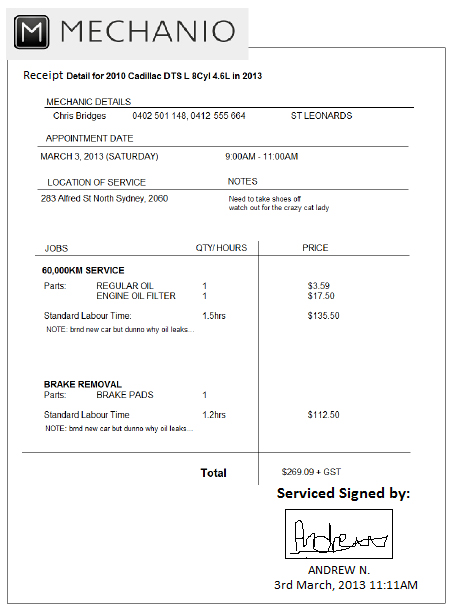 M MECHANIO
Receipt Detail for 2010 Cadillac DTS L 8Cyl 4.6L in 2013
MECHANIC DETAILS
Chris Bridges 0402 501 148, 0412 555 664 ST LEONARDS
APPOINTMENT DATE
MARCH 3, 2013 (SATURDAY) 9:00AM - 11:00AM
LOCATION OF SERVICE NOTES
283 Alfred St North Sydney, 2060 Need to take shoes off
watch out for the crazy cat lady
JOBS QTY/HOURS PRICE
60,000KM SERVICE
Parts: REGULAR OIL 1 $3.59
ENGINE OIL FILTER 1 $17.50
Standard Labour Time: 1.5hrs $135.50
NOTE: brnd new car but dunno why oil leaks...
BRAKE REMOVAL
Parts: BRAKE PADS 1
Standard Labour Time 1.2hrs $112.50
NOTE: brnd new car but dunno why oil leaks...
Total $269.09 + GST
Serviced Signed by:
Andrew
ANDREW N.
3rd March, 2013 11:11AM